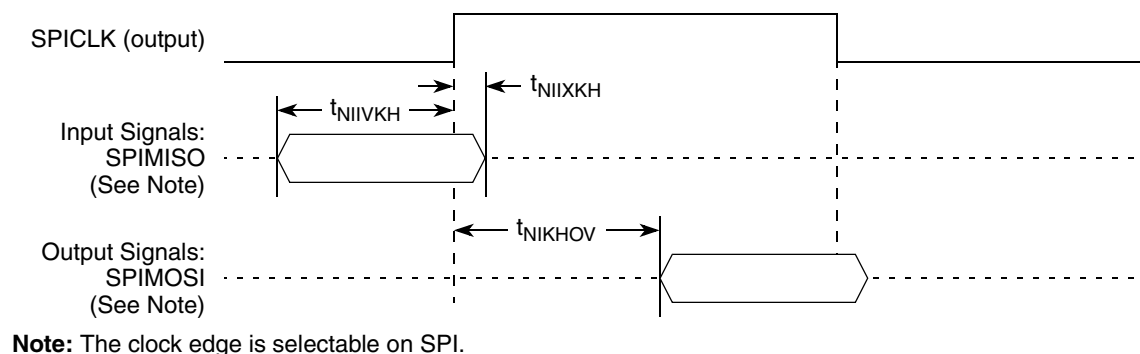 SPICLK (output)
tNIIXKH
tNIIVKH
Input Signals:
SPIMISO
(See Note)
tNIKHOV
Output Signals:
SPIMOSI
(See Note)
Note: The clock edge is selectable on SPI.